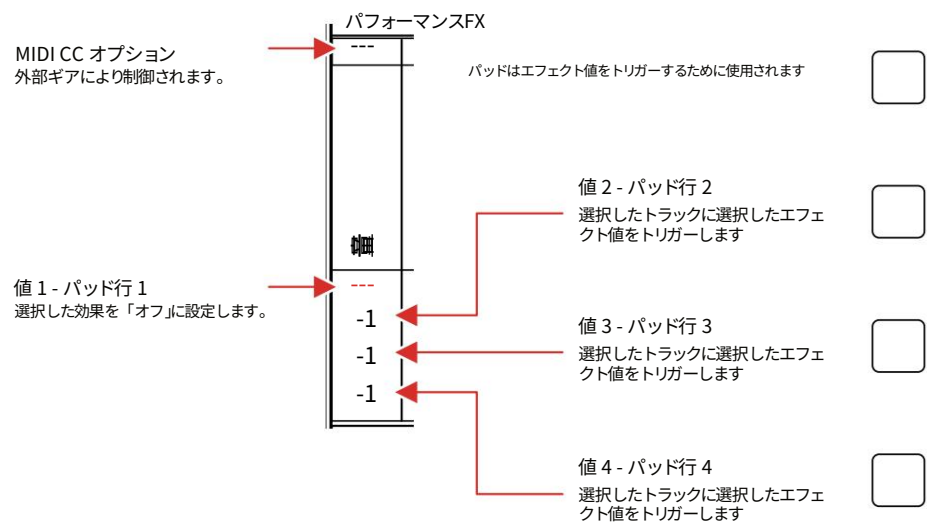 パフォーマンスFX
MIDI CC オプション
外部ギアにより制御されます。
---
パッドはエフェクト値をトリガーするために使用されます
値 2 - パッド行 2
選択したトラックに選択したエフェ
クト値をトリガーします
値 1 - パッド行 1
選択した効果を「オフ」に設定します。
---
-1
値 3 - パッド行 3
選択したトラックに選択したエフェ
クト値をトリガーします
-1
-1
値 4 - パッド行 4
選択したトラックに選択したエフェ
クト値をトリガーします